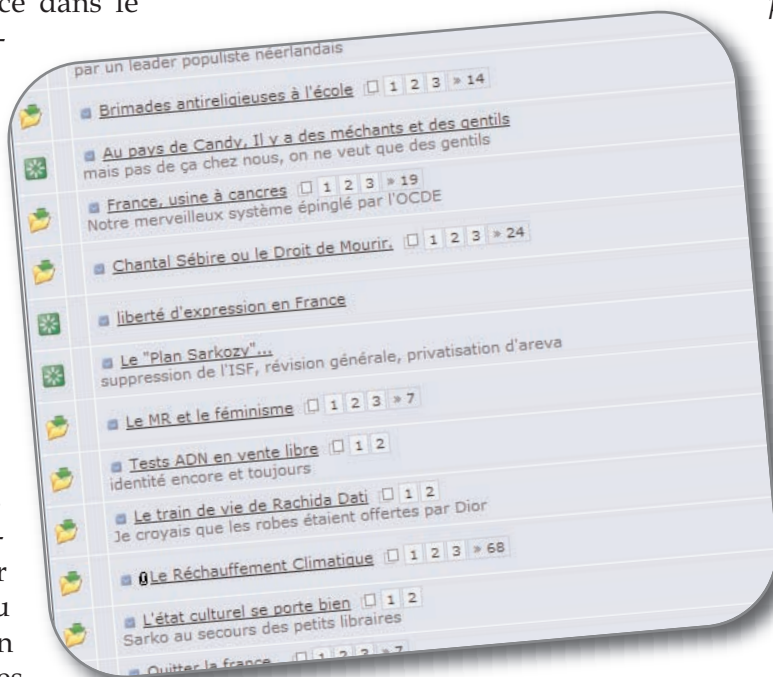 ce dans le
par un leader populiste néerlandais
Brimades antireligieuses à l'école 1 2 3 » 14
Au pays de Candy, Il y a des méchants et des gentils
mais pas de ça chez nous, on ne veut que des gentils
France, usine à cancres 1 2 3 » 19
Notre merveilleux système épinglé par l'OCDE
Chantal Sébire ou le Droit de Mourir. 1 2 3 » 24
liberté d'expression en France
Le "Plan Sarkozy"...
suppression de l'ISF, révision générale, privatisation d'areva
Le MR et le féminisme 1 2 3 » 7
Tests ADN en vente libre 1 2
identité encore et toujours
Le train de vie de Rachida Dati 1 2
Je croyais que les robes étaient offertes par Dior
Le Réchauffement Climatique 1 2 3 » 68
L'état culturel se porte bien 1 2
Sarko au secours des petits libraires
Quitter la france 1 2 3 » 7